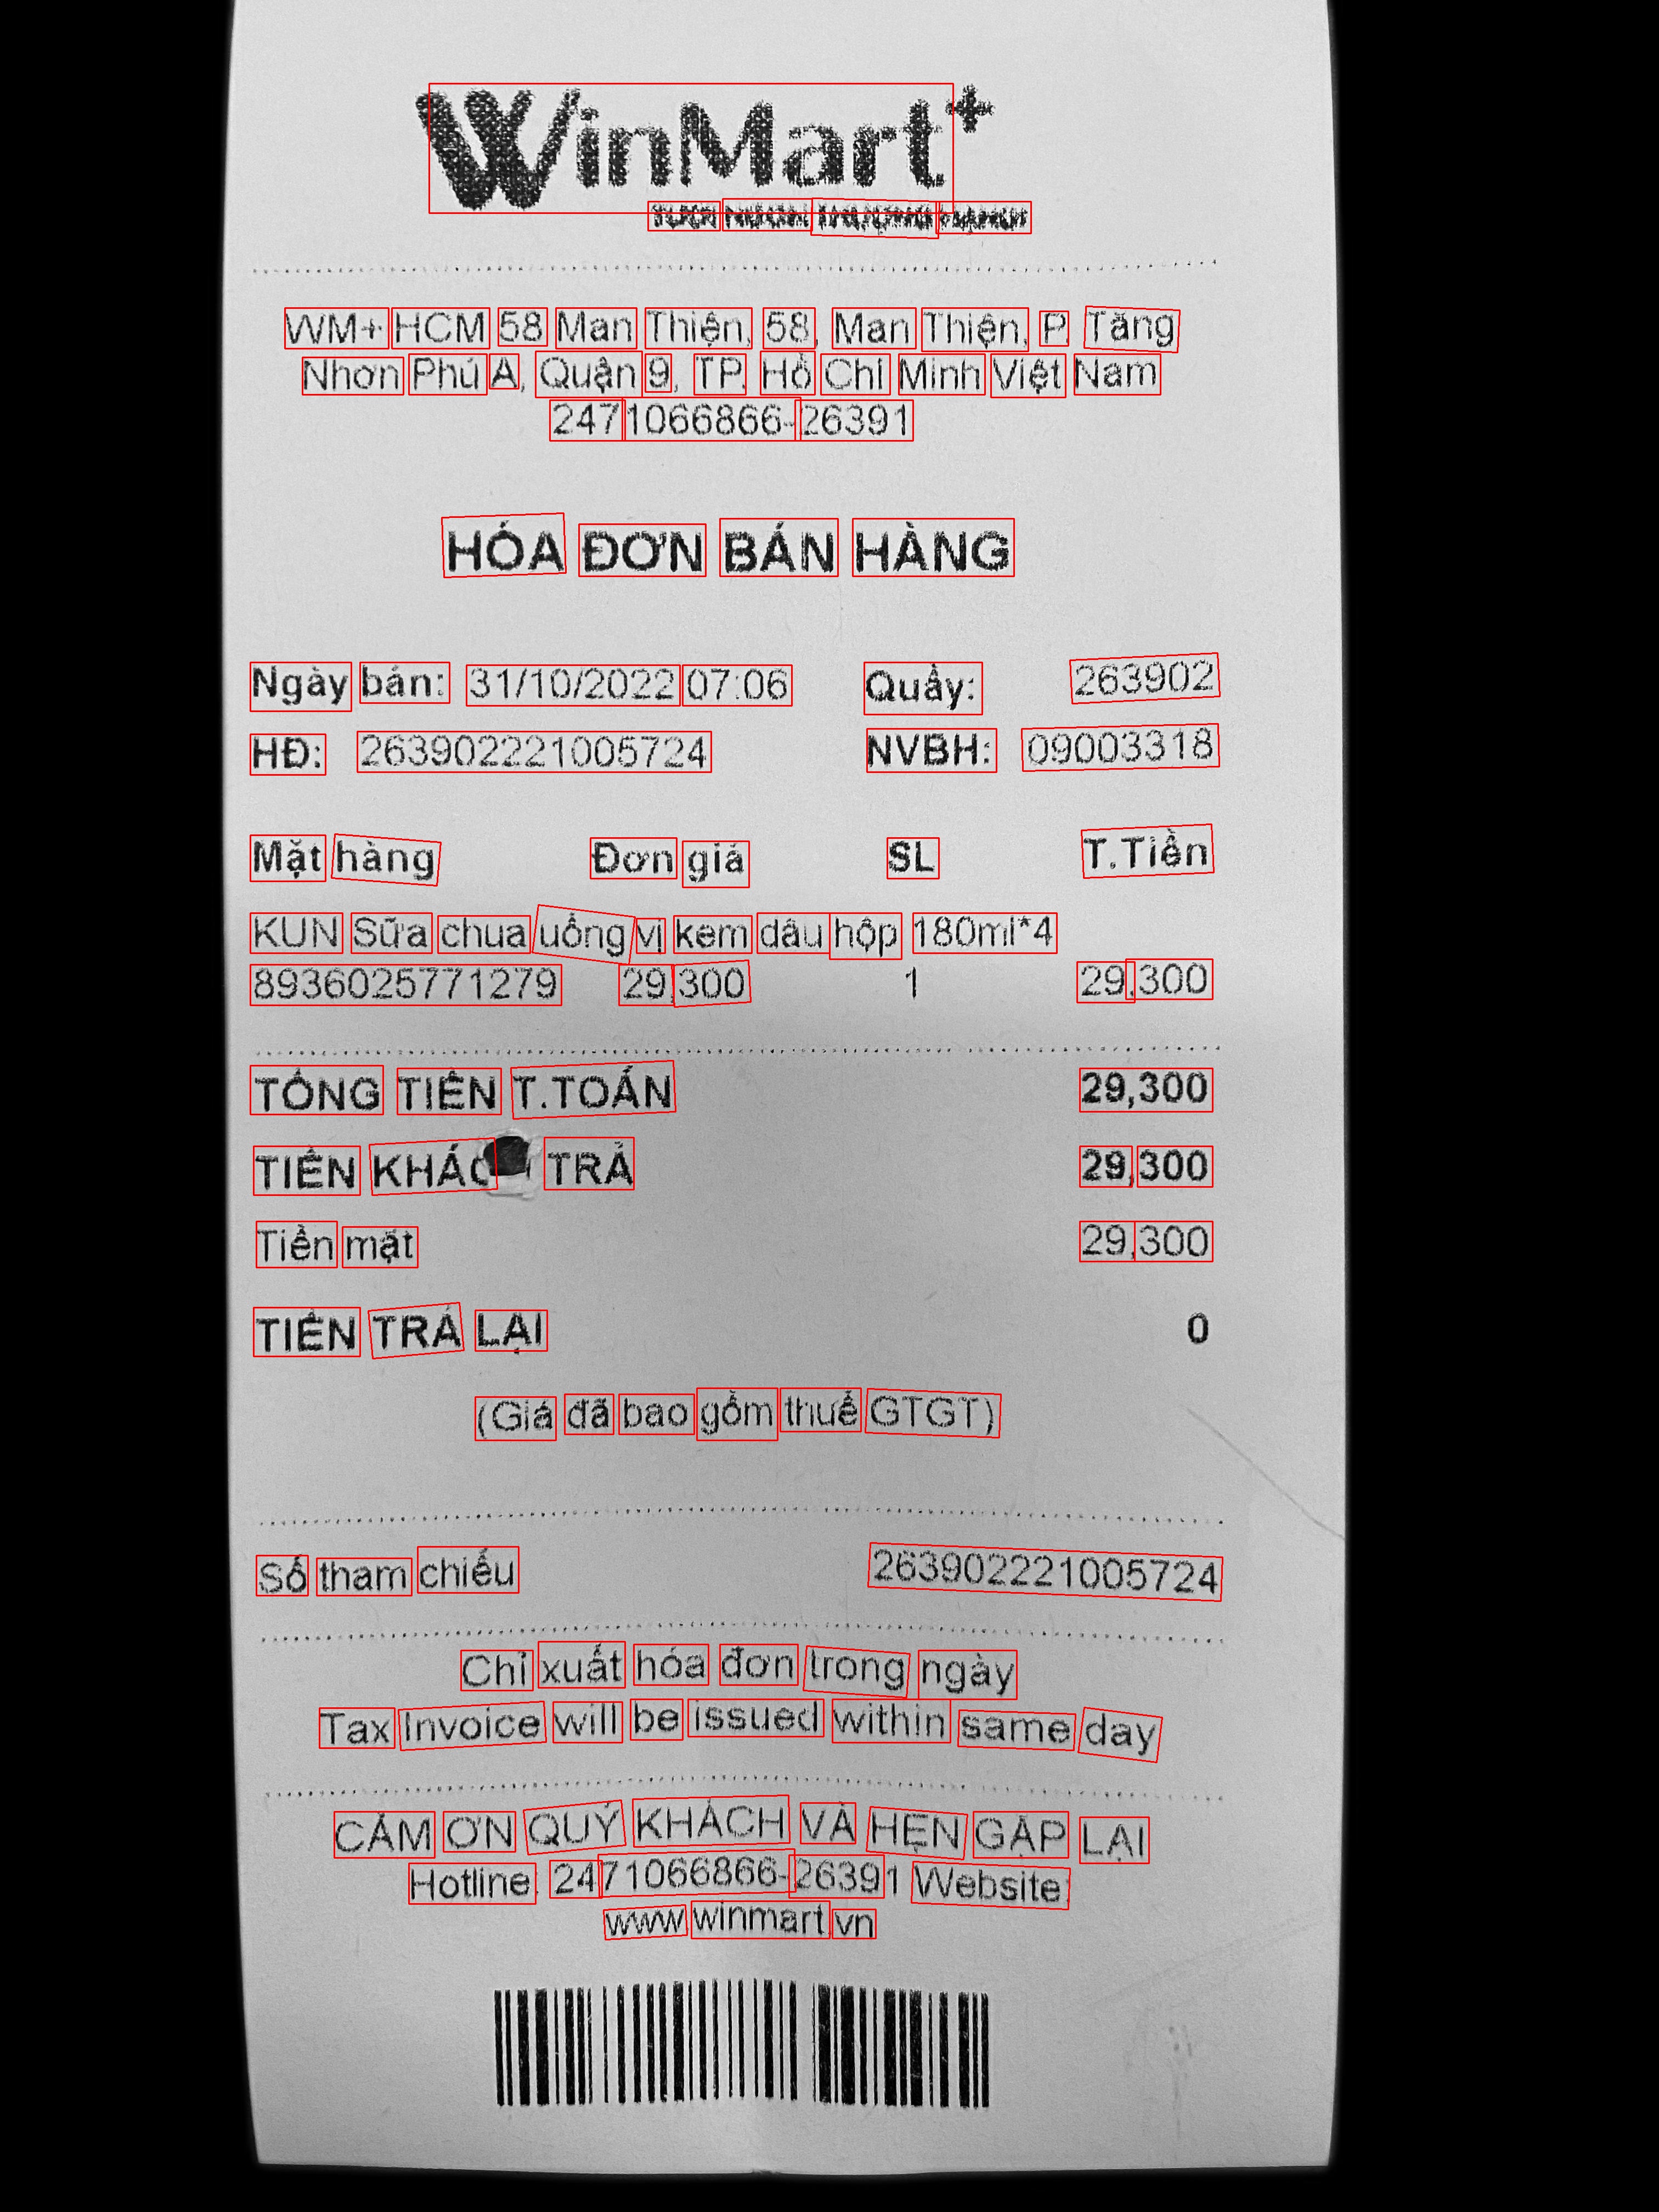 WinMart+
WM+ HCM 58 Man Thiện, 58, Man Thiện, P. Tăng
Nhơn Phú A, Quận 9, TP. Hồ Chí Minh Việt Nam
2471066866-26391
HÓA ĐƠN BÁN HÀNG
Ngày bán: 31/10/2022 07:06 Quầy: 263902
HĐ: 263902221005724 NVBH: 09003318
Mặt hàng Đơn giá SL T.Tiền
KUN Sữa chua uống vị kem dâu hộp 180ml*4
8936025771279 29,300 1 29,300
TỔNG TIỀN T.TOÁN 29,300
TIỀN TRẢ 29,300
Tiền mặt 29,300
TIỀN TRẢ LẠI 0
(Giá đã bao gồm thuế GTGT)
Số tham chiếu 263902221005724
Chỉ xuất hóa đơn trong ngày
Tax Invoice will be issued within same day
CẢM ƠN QUÝ KHÁCH VÀ HẸN GẶP LẠI
Hotline: 2471066866-26391 Website:
www.winmart.vn